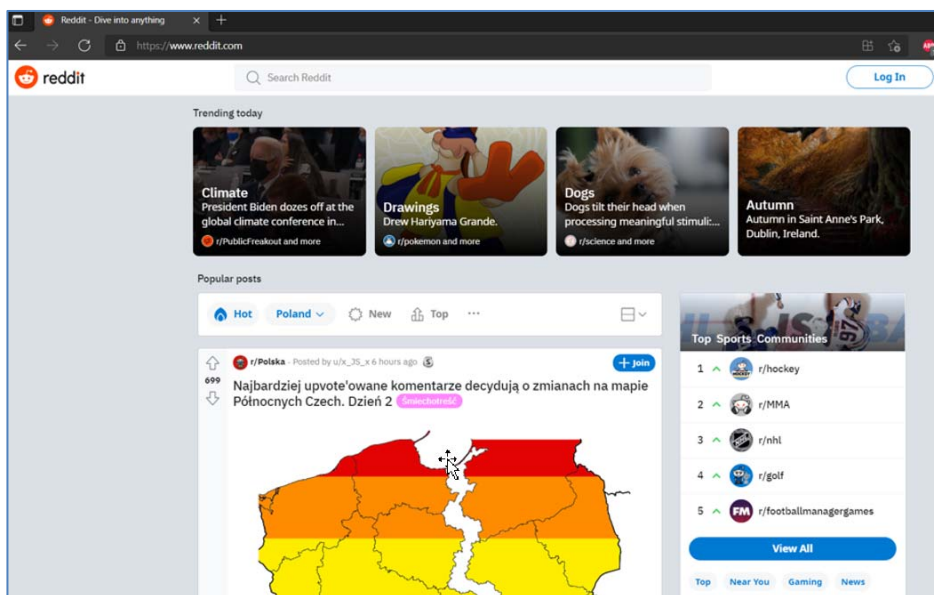 Reddit - Dive into anything
https://www.reddit.com
reddit
Search Reddit
Log In
Trending today
Climate
President Biden dozes off at the
global climate conference in...
r/PublicFreakout and more
Drawings
Drew Hariyama Grande.
r/pokemon and more
Dogs
Dogs tilt their head when
processing meaningful stimuli:...
r/science and more
Autumn
Autumn in Saint Anne's Park,
Dublin, Ireland.
Popular posts
Hot
Poland
New
Top
...
r/Polska · Posted by u/x_JS_x 6 hours ago
+ Join
699
Najbardziej upvote'owane komentarze decydują o zmianach na mapie
Północnych Czech. Dzień 2 Śmiechotreść
Top Sports Communities
1 r/hockey
2 r/MMA
3 r/nhl
4 r/golf
5 FM r/footballmanagergames
View All
Top Near You Gaming News